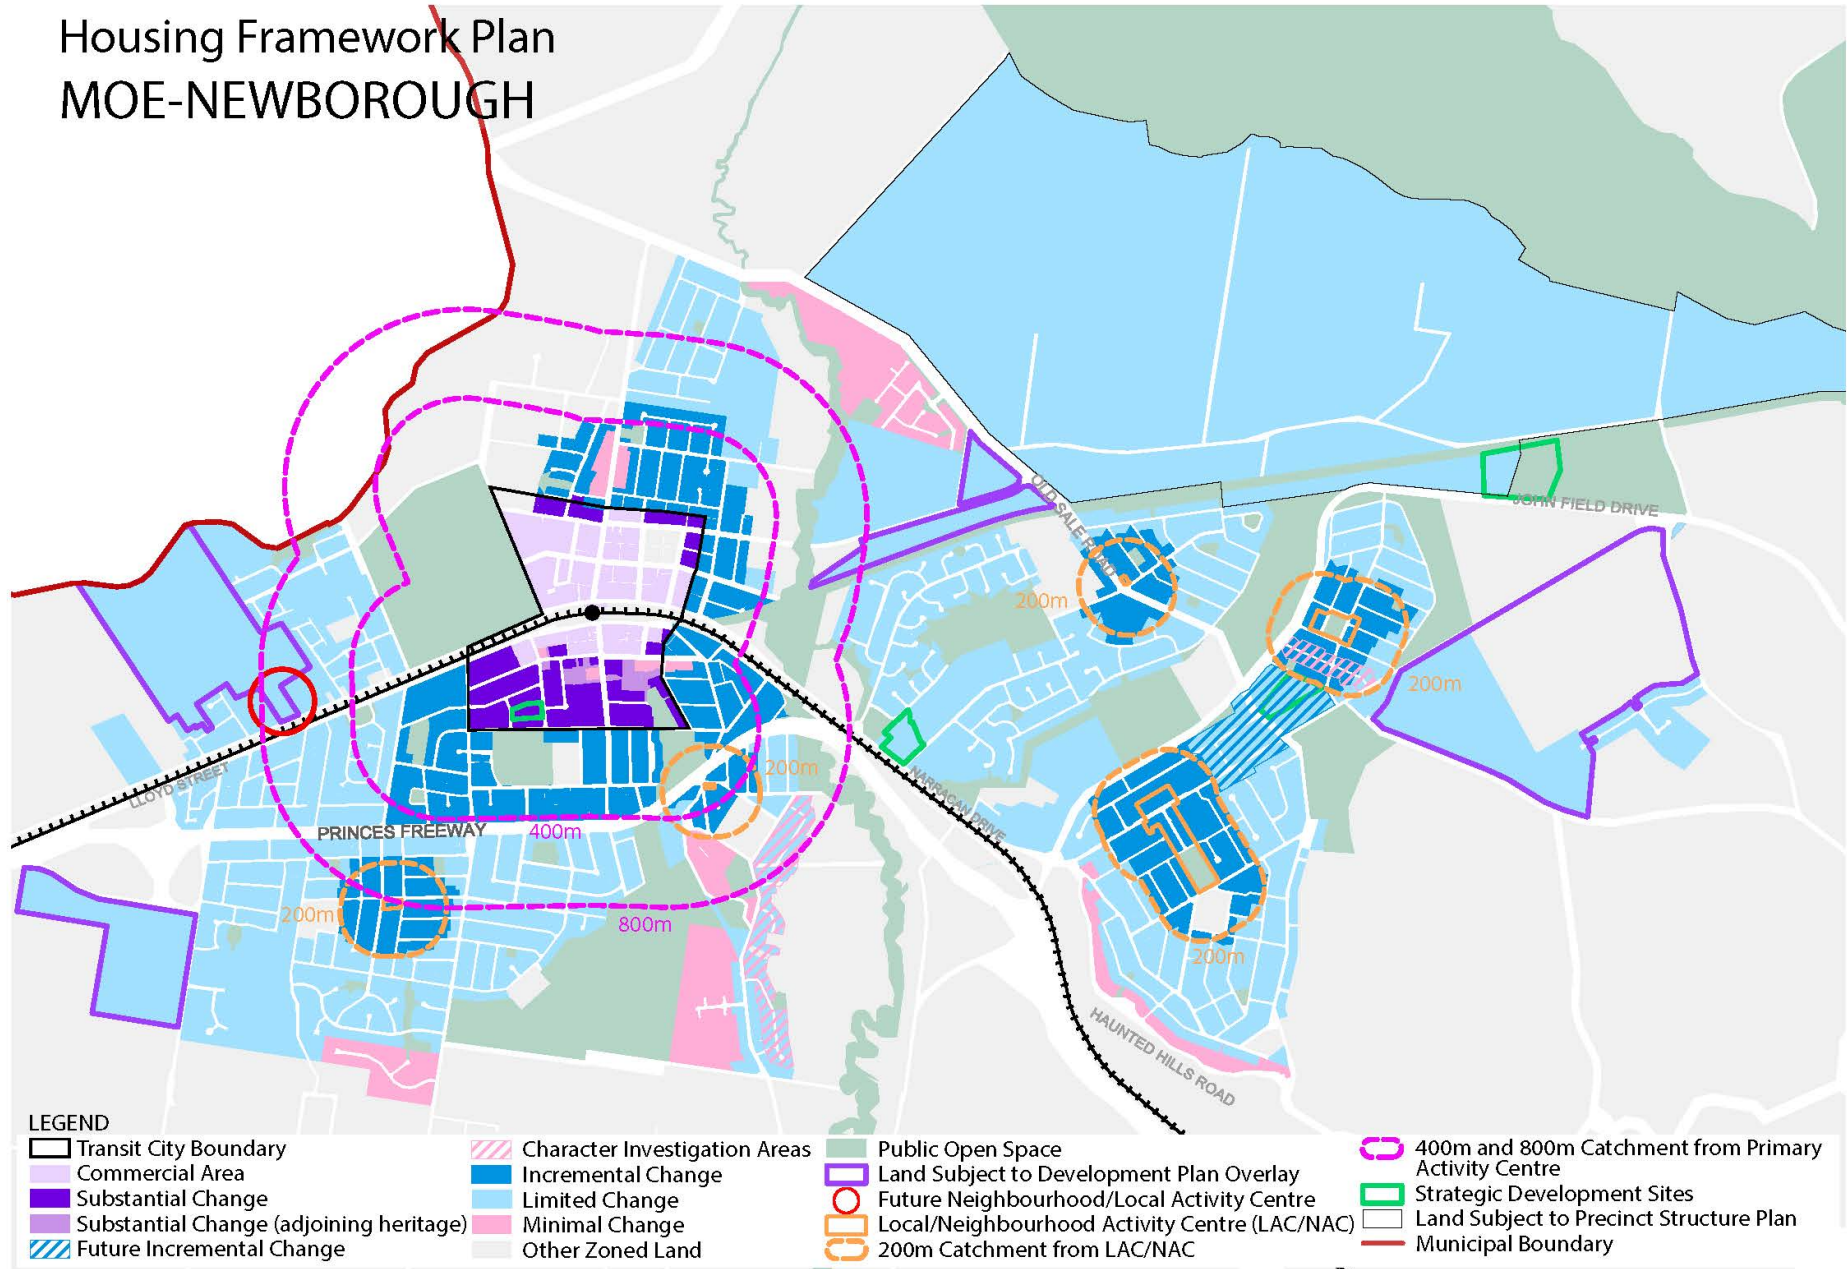 Housing Framework Plan
MOE-NEWBOROUGH
OLD SALE ROAD
JOHN FIELD DRIVE
200m
200m
200m
LLOYD STREET
NARRACAN DRIVE
PRINCES FREEWAY
400m
200m
800m
200m
HAUNTED HILLS ROAD
LEGEND
Transit City Boundary
Commercial Area
Substantial Change
Substantial Change (adjoining heritage)
Future Incremental Change
Character Investigation Areas
Incremental Change
Limited Change
Minimal Change
Other Zoned Land
Public Open Space
Land Subject to Development Plan Overlay
Future Neighbourhood/Local Activity Centre
Local/Neighbourhood Activity Centre (LAC/NAC)
200m Catchment from LAC/NAC
400m and 800m Catchment from Primary
Activity Centre
Strategic Development Sites
Land Subject to Precinct Structure Plan
Municipal Boundary